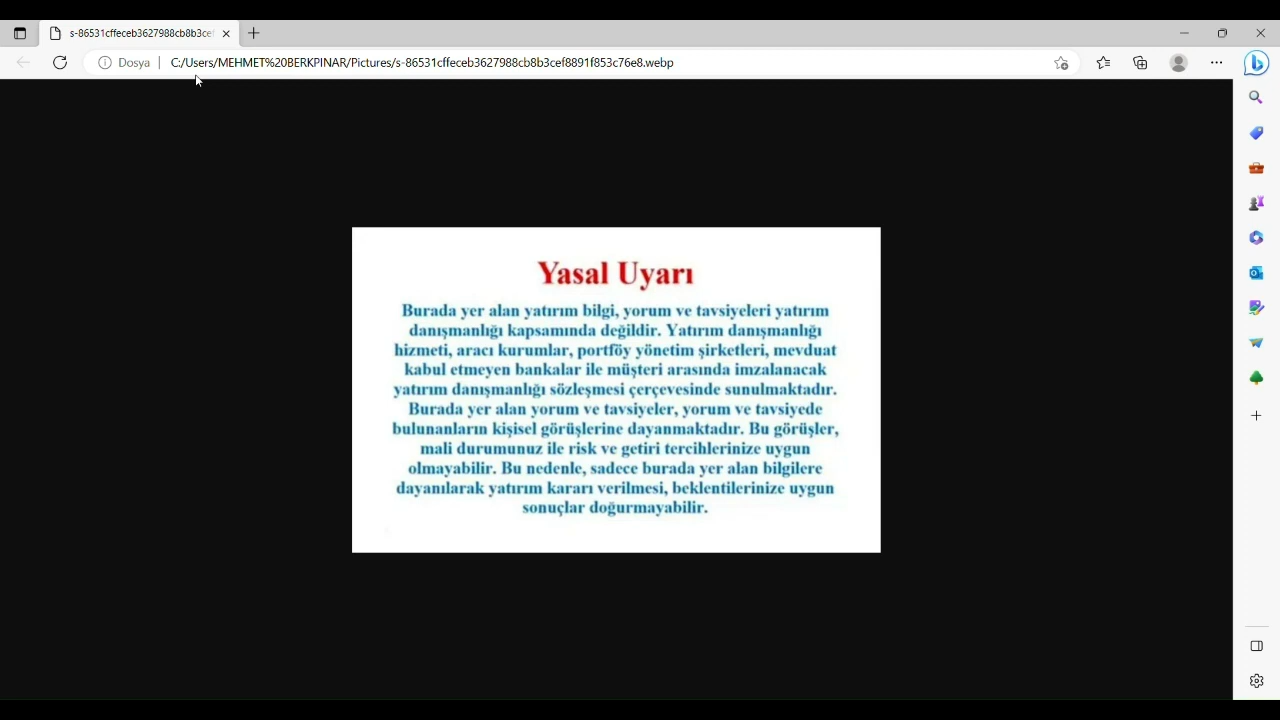 s-86531cffeceb3627988cb8b3cef
Dosya
C:/Users/MEHMET%20BERKPINAR/Pictures/s-86531cffeceb3627988cb8b3cef8891f853c76e8.webp
Yasal Uyarı
Burada yer alan yatırım bilgi, yorum ve tavsiyeleri yatırım
danışmanlığı kapsamında değildir. Yatırım danışmanlığı
hizmeti, aracı kurumlar, portföy yönetim şirketleri, mevduat
kabul etmeyen bankalar ile müşteri arasında imzalanacak
yatırım danışmanlığı sözleşmesi çerçevesinde sunulmaktadır.
Burada yer alan yorum ve tavsiyeler, yorum ve tavsiyede
bulunanların kişisel görüşlerine dayanmaktadır. Bu görüşler,
mali durumunuz ile risk ve getiri tercihlerinize uygun
olmayabilir. Bu nedenle, sadece burada yer alan bilgilere
dayanılarak yatırım kararı verilmesi, beklentilerinize uygun
sonuçlar doğurmayabilir.